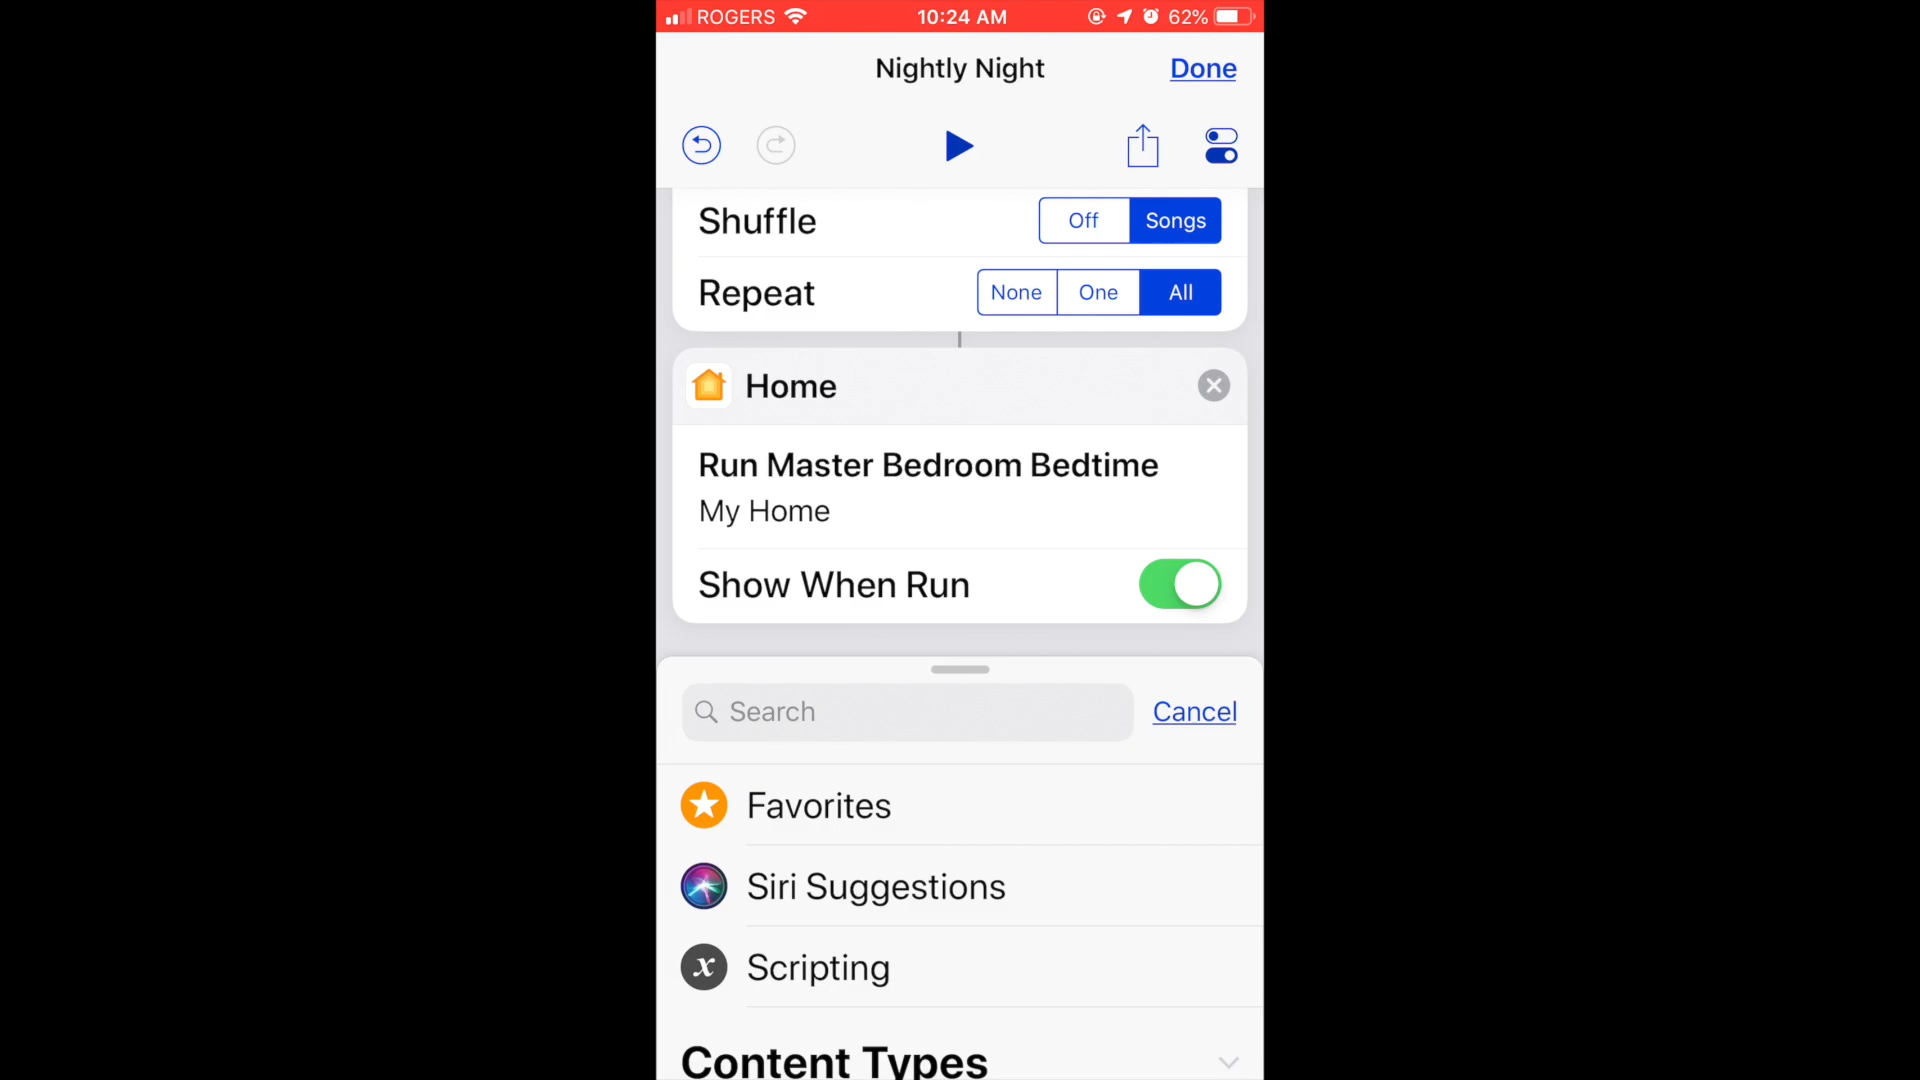 ROGERS 10:24 AM 62%
Nightly Night Done
Shuffle Off Songs
Repeat None One All
Home
Run Master Bedroom Bedtime
My Home
Show When Run
Search Cancel
Favorites
Siri Suggestions
x Scripting
Content Types